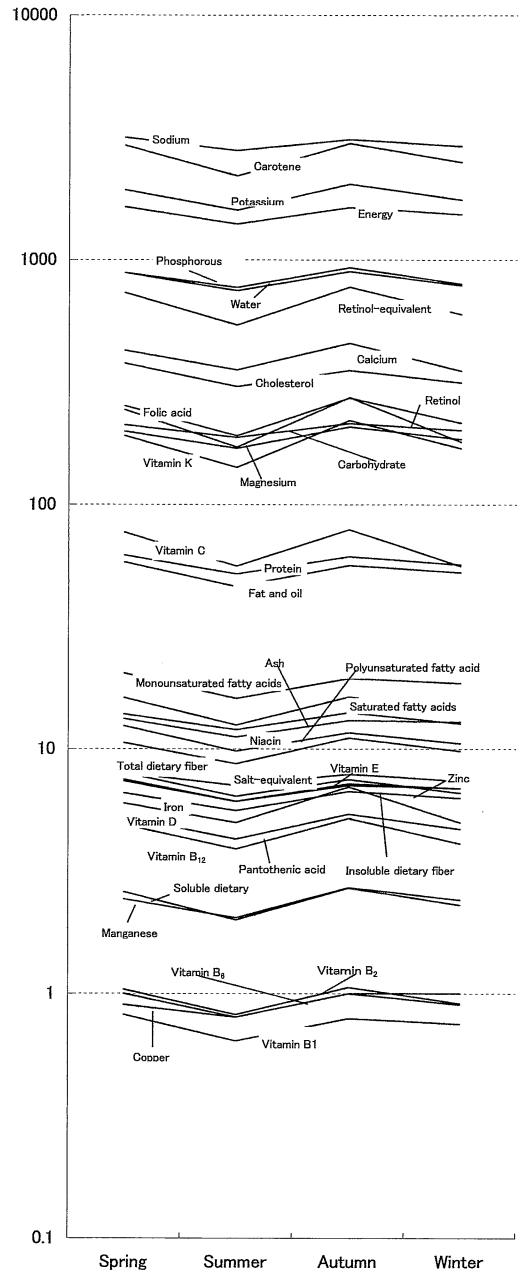 10000
Sodium
Carotene
Potassium
Energy
1000
Phosphorous
Water
Retinol-equivalent
Calcium
Cholesterol
Retinol
Folic acid
Vitamin K
Carbohydrate
Magnesium
100
Vitamin C
Protein
Fat and oil
Ash
Polyunsaturated fatty acid
Monounsaturated fatty acids
Saturated fatty acids
Niacin
10
Total dietary fiber
Vitamin E
Salt-equivalent
Zinc
Iron
Vitamin D
Vitamin B12
Pantothenic acid
Insoluble dietary fiber
Soluble dietary
Manganese
Vitamin B6
Vitamin B2
1
Vitamin B1
Copper
0.1
Spring Summer Autumn Winter